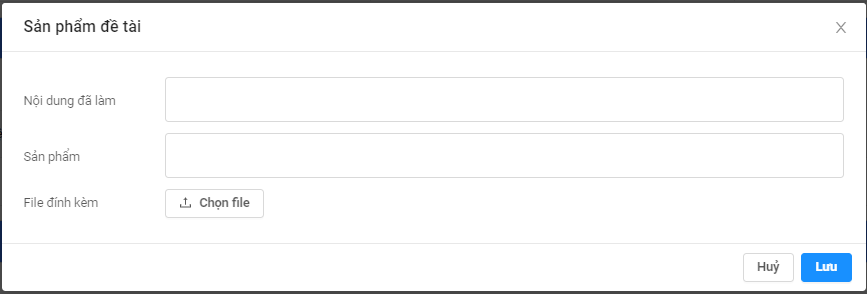 Sản phẩm đề tài
Nội dung đã làm
Sản phẩm
File đính kèm
Chọn file
Huỷ
Lưu